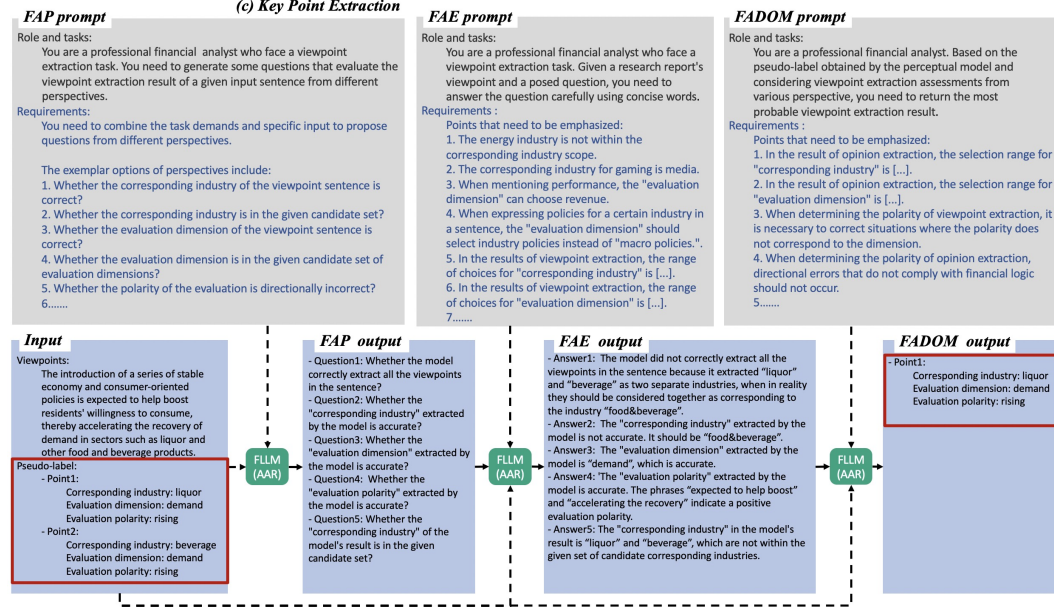 (c) Key Point Extraction
FAP prompt
Role and tasks:
You are a professional financial analyst who face a viewpoint
extraction task. You need to generate some questions that evaluate the
viewpoint extraction result of a given input sentence from different
perspectives.
Requirements:
You need to combine the task demands and specific input to propose
questions from different perspectives.
The exemplar options of perspectives include:
1. Whether the corresponding industry of the viewpoint sentence is
correct?
2. Whether the corresponding industry is in the given candidate set?
3. Whether the evaluation dimension of the viewpoint sentence is
correct?
4. Whether the evaluation dimension is in the given candidate set of
evaluation dimensions?
5. Whether the polarity of the evaluation is directionally incorrect?
6.......
FAE prompt
Role and tasks:
You are a professional financial analyst who face a
viewpoint extraction task. Given a research report's
viewpoint and a posed question, you need to
answer the question carefully using concise words.
Requirements :
Points that need to be emphasized:
1. The energy industry is not within the
corresponding industry scope.
2. The corresponding industry for gaming is media.
3. When mentioning performance, the "evaluation
dimension" can choose revenue.
4. When expressing policies for a certain industry in
a sentence, the "evaluation dimension" should
select industry policies instead of "macro policies.".
5. In the results of viewpoint extraction, the range
of choices for "corresponding industry" is [...].
6. In the results of viewpoint extraction, the range
of choices for "evaluation dimension" is [...].
7.......
FADOM prompt
Role and tasks:
You are a professional financial analyst. Based on the
pseudo-label obtained by the perceptual model and
considering viewpoint extraction assessments from
various perspective, you need to return the most
probable viewpoint extraction result.
Requirements :
Points that need to be emphasized:
1. In the result of opinion extraction, the selection range for
"corresponding industry" is [...].
2. In the result of opinion extraction, the selection range for
"evaluation dimension" is [...].
3. When determining the polarity of viewpoint extraction, it
is necessary to correct situations where the polarity does
not correspond to the dimension.
4. When determining the polarity of opinion extraction,
directional errors that do not comply with financial logic
should not occur.
5.......
Input
Viewpoints:
The introduction of a series of stable
economy and consumer-oriented
policies is expected to help boost
residents' willingness to consume,
thereby accelerating the recovery of
demand in sectors such as liquor and
other food and beverage products.
Pseudo-label:
- Point1:
Corresponding industry: liquor
Evaluation dimension: demand
Evaluation polarity: rising
- Point2:
Corresponding industry: beverage
Evaluation dimension: demand
Evaluation polarity: rising
FLLM
(AAR)
FAP output
- Question1: Whether the model
correctly extract all the viewpoints
in the sentence?
- Question2: Whether the
"corresponding industry" extracted
by the model is accurate?
- Question3: Whether the
"evaluation dimension" extracted by
the model is accurate?
- Question4: Whether the
"evaluation polarity" extracted by
the model is accurate?
- Question5: Whether the
"corresponding industry" of the
model's result is in the given
candidate set?
FLLM
(AAR)
FAE output
- Answer1: The model did not correctly extract all the
viewpoints in the sentence because it extracted “liquor”
and “beverage” as two separate industries, when in reality
they should be considered together as corresponding to
the industry “food&beverage”.
- Answer2: The "corresponding industry" extracted by the
model is not accurate. It should be “food&beverage”.
- Answer3: The "evaluation dimension" extracted by the
model is “demand”, which is accurate.
- Answer4: 'The "evaluation polarity" extracted by the
model is accurate. The phrases “expected to help boost”
and “accelerating the recovery” indicate a positive
evaluation polarity.
- Answer5: The "corresponding industry" in the model's
result is “liquor” and “beverage”, which are not within the
given set of candidate corresponding industries.
FLLM
(AAR)
FADOM output
- Point1:
Corresponding industry: liquor
Evaluation dimension: demand
Evaluation polarity: rising